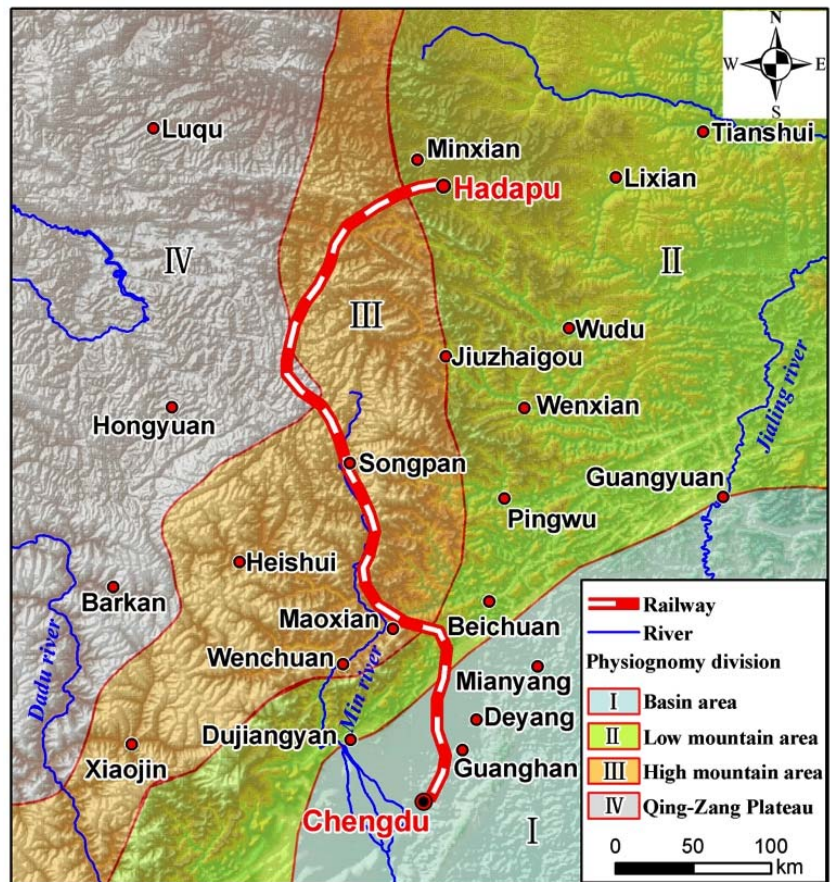 N
W
E
S
Luqu
Tianshui
Minxian
Lixian
Hadapu
IV
II
III
Wudu
Jiuzhaigou
Hongyuan
Wenxian
Jialing river
Songpan
Guangyuan
Pingwu
Heishui
Barkan
Maoxian
Beichuan
Wenchuan
Dadu river
Min river
Mianyang
Deyang
Dujiangyan
Xiaojin
Guanghan
Chengdu
I
Railway
River
Physiognomy division
I Basin area
II Low mountain area
III High mountain area
IV Qing-Zang Plateau
0 50 100
km